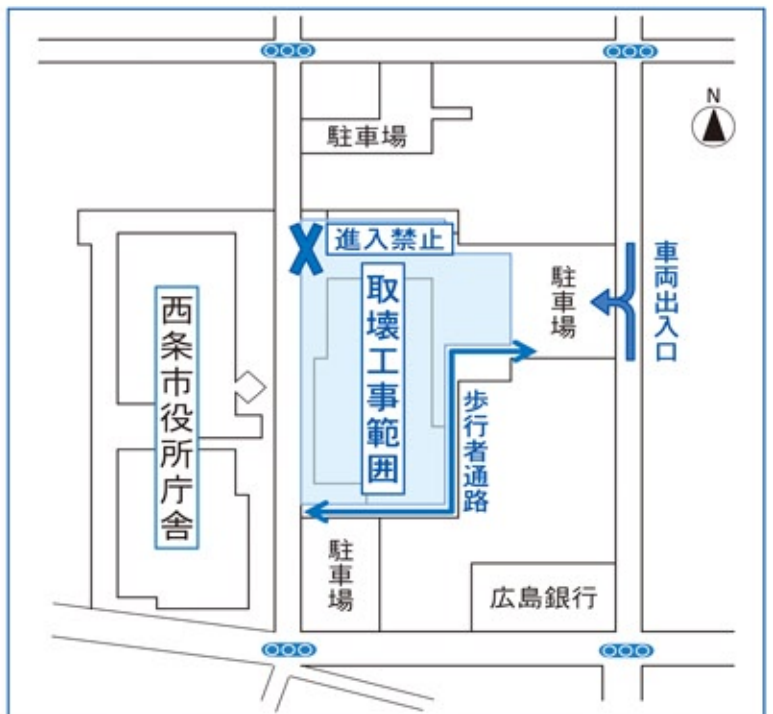 N
駐車場
進入禁止
取壊工事範囲
駐車場
車両出入口
西条市役所庁舎
歩行者通路
駐車場
広島銀行